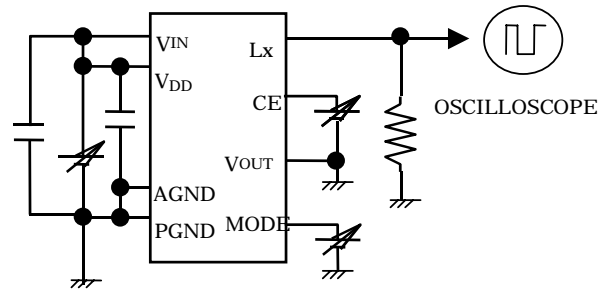 VIN
Lx
VDD
CE
OSCILLOSCOPE
VOUT
AGND
MODE
PGND